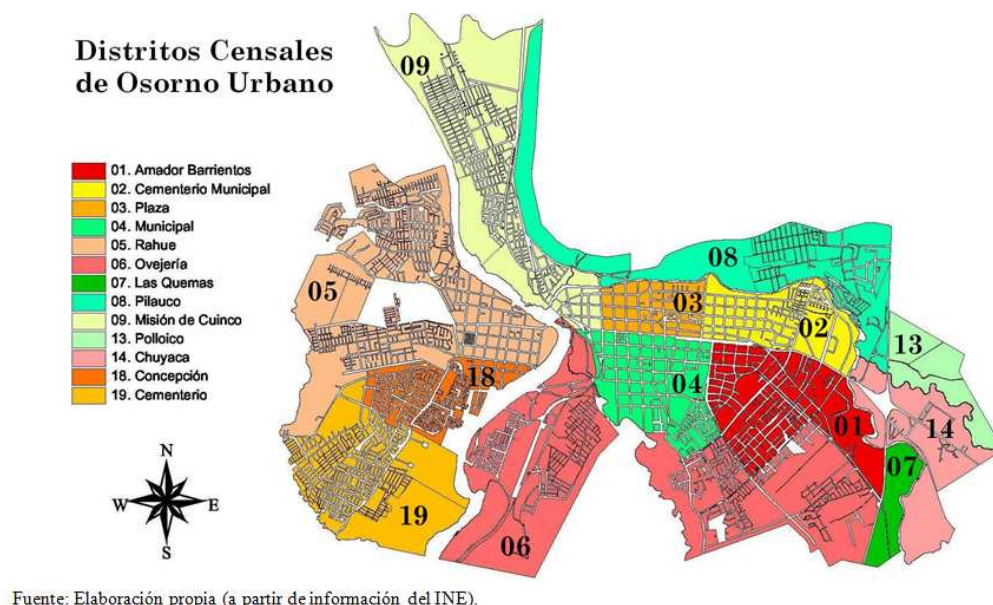 Distritos Censales
de Osorno Urbano
01. Amador Barrientos
02. Cementerio Municipal
03. Plaza
04. Municipal
05. Rahue
06. Ovejería
07. Las Quemas
08. Pilauco
09. Misión de Cuinco
13. Polloico
14. Chuyaca
18. Concepción
19. Cementerio
N
W E
S
09
08
05
03
02
13
18
04
01
14
07
19
06
Fuente: Elaboración propia (a partir de información del INE).